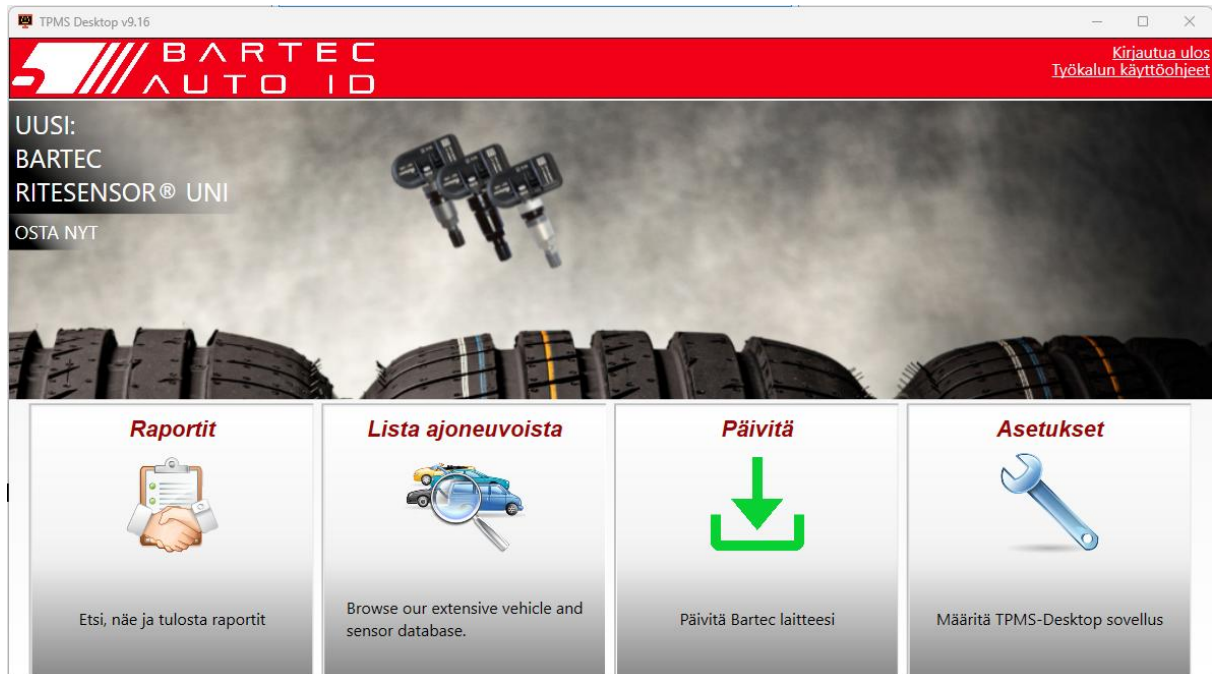 TPMS Desktop v9.16
BARTEC
AUTO ID
Kirjautua ulos
Työkalun käyttöohjeet
UUSI:
BARTEC
RITESENSOR® UNI
OSTA NYT
Raportit
Etsi, näe ja tulosta raportit
Lista ajoneuvoista
Browse our extensive vehicle and
sensor database.
Päivitä
Päivitä Bartec laitteesi
Asetukset
Määritä TPMS-Desktop sovellus